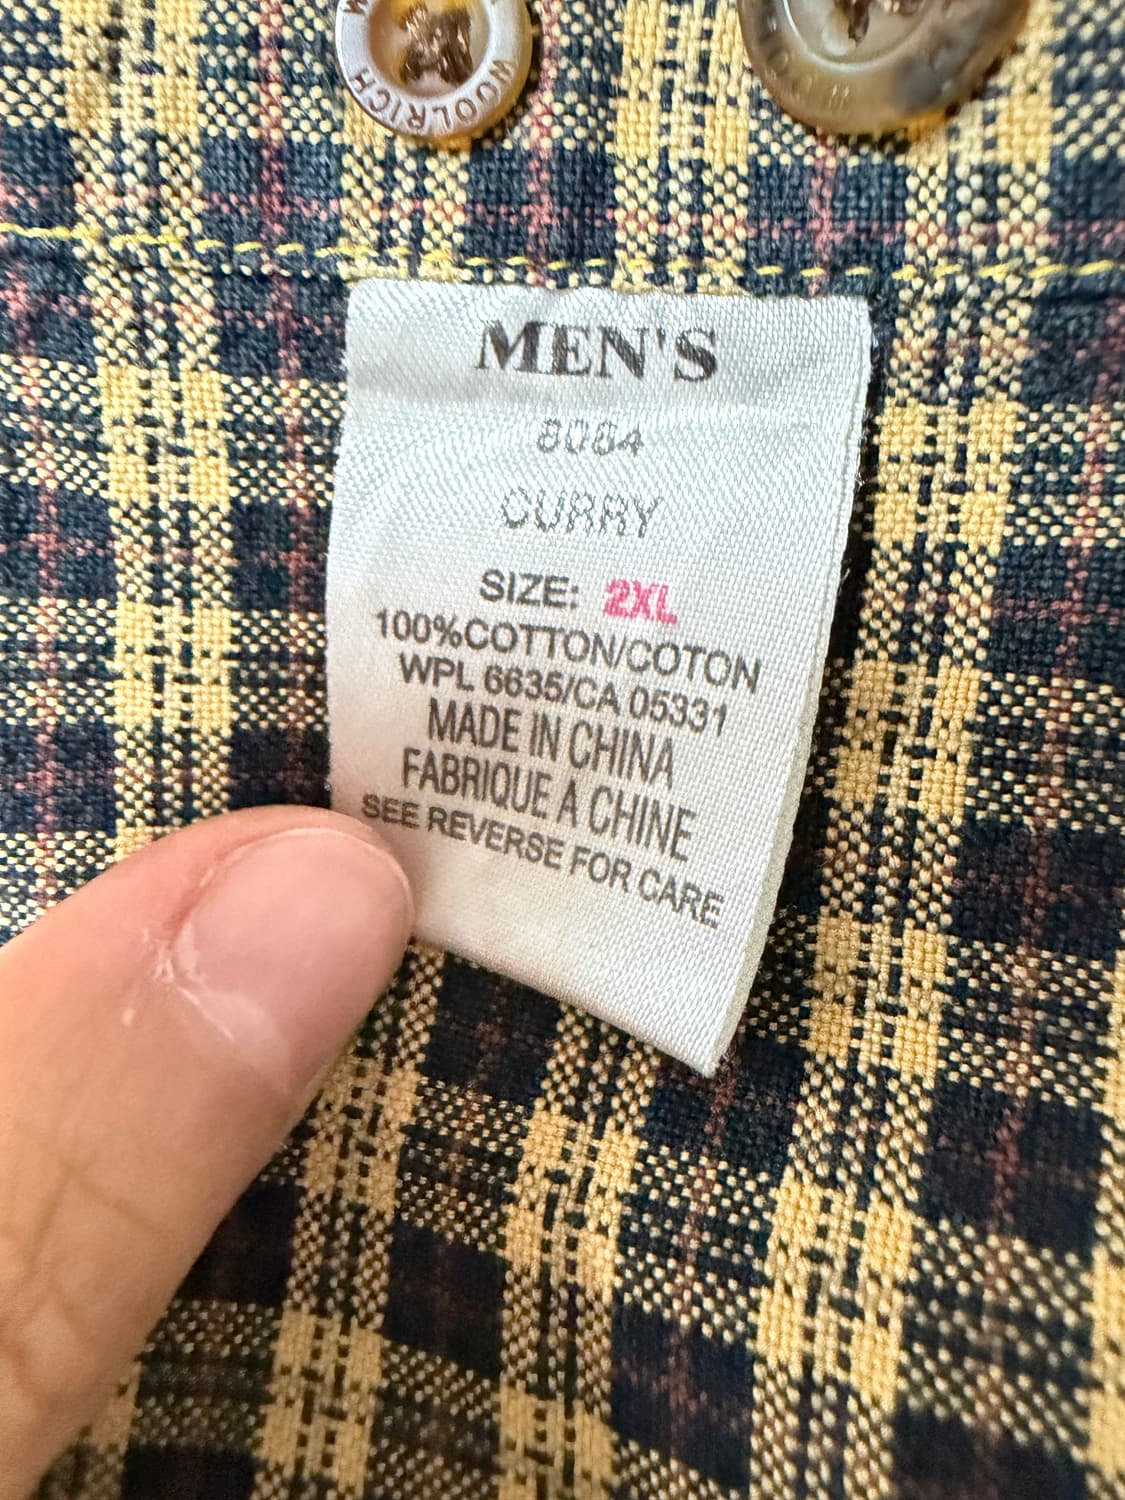 WOOLRICH
MEN'S
8084
CURRY
SIZE: 2XL
100%COTTON/COTON
WPL 6635/CA 05331
MADE IN CHINA
FABRIQUE A CHINE
SEE REVERSE FOR CARE